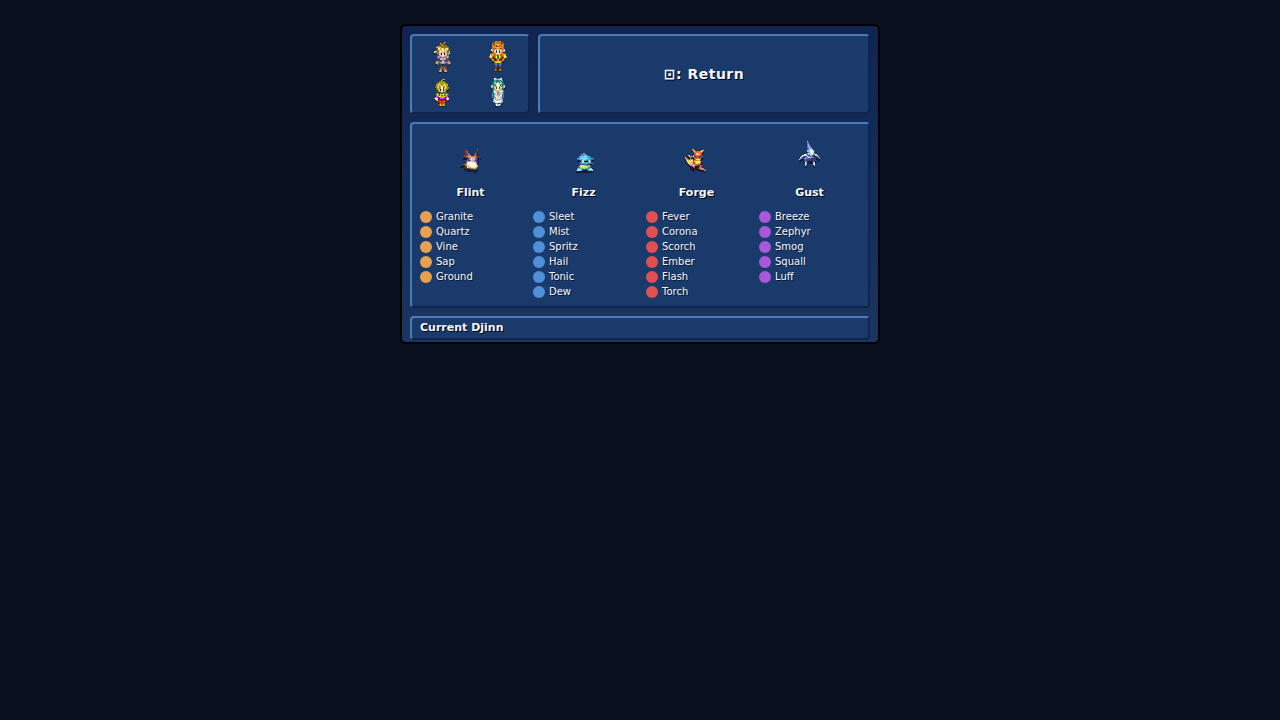 ⊡: Return
Flint Fizz Forge Gust
Granite Sleet Fever Breeze
Quartz Mist Corona Zephyr
Vine Spritz Scorch Smog
Sap Hail Ember Squall
Ground Tonic Flash Luff
Dew Torch
Current Djinn